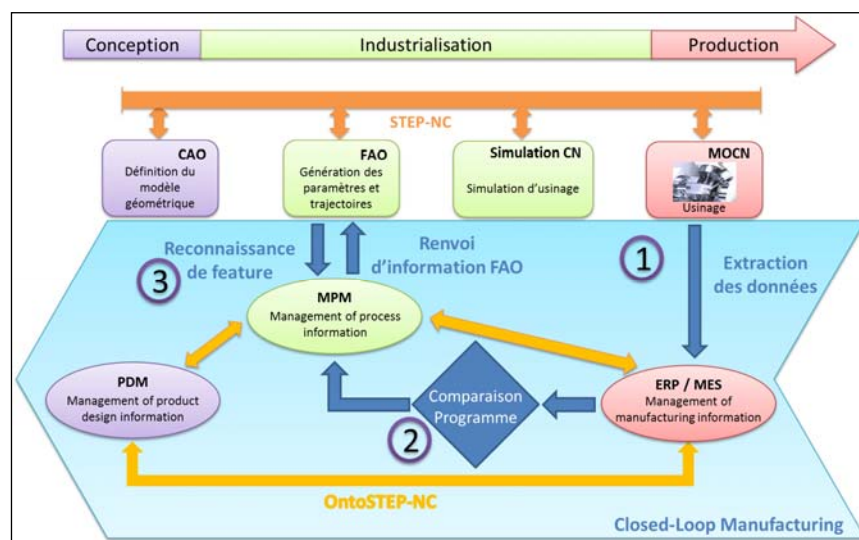 Conception
Industrialisation
Production
STEP-NC
CAO
Définition du
modèle
géométrique
FAO
Génération des
paramètres et
trajectoires
Simulation CN
Simulation d'usinage
MOCN
Usinage
3
Reconnaissance
de feature
Renvoi
d'information FAO
1
Extraction
des données
MPM
Management of process
information
PDM
Management of product
design information
Comparaison
Programme
2
ERP / MES
Management of
manufacturing information
OntoSTEP-NC
Closed-Loop Manufacturing